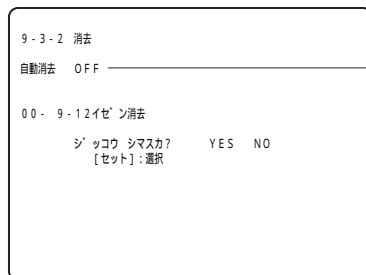 9-3-2 消去
自動消去 OFF
00- 9-12イゼン消去
ジッコウ シマスカ? YES NO
[セット]:選択